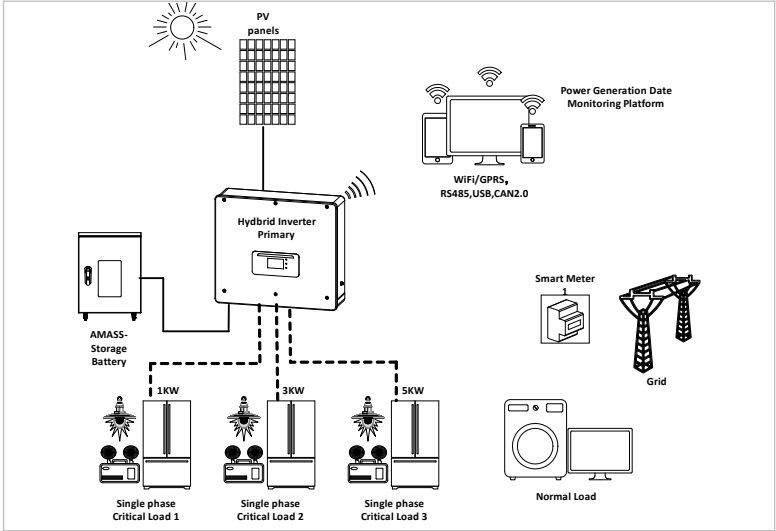 PV
panels
Power Generation Date
Monitoring Platform
WiFi/GPRS,
RS485,USB,CAN2.0
Hydbrid Inverter
Primary
Smart Meter
1
AMASS-
Storage
Battery
Grid
1KW
3KW
5KW
Single phase
Critical Load 1
Single phase
Critical Load 2
Single phase
Critical Load 3
Normal Load